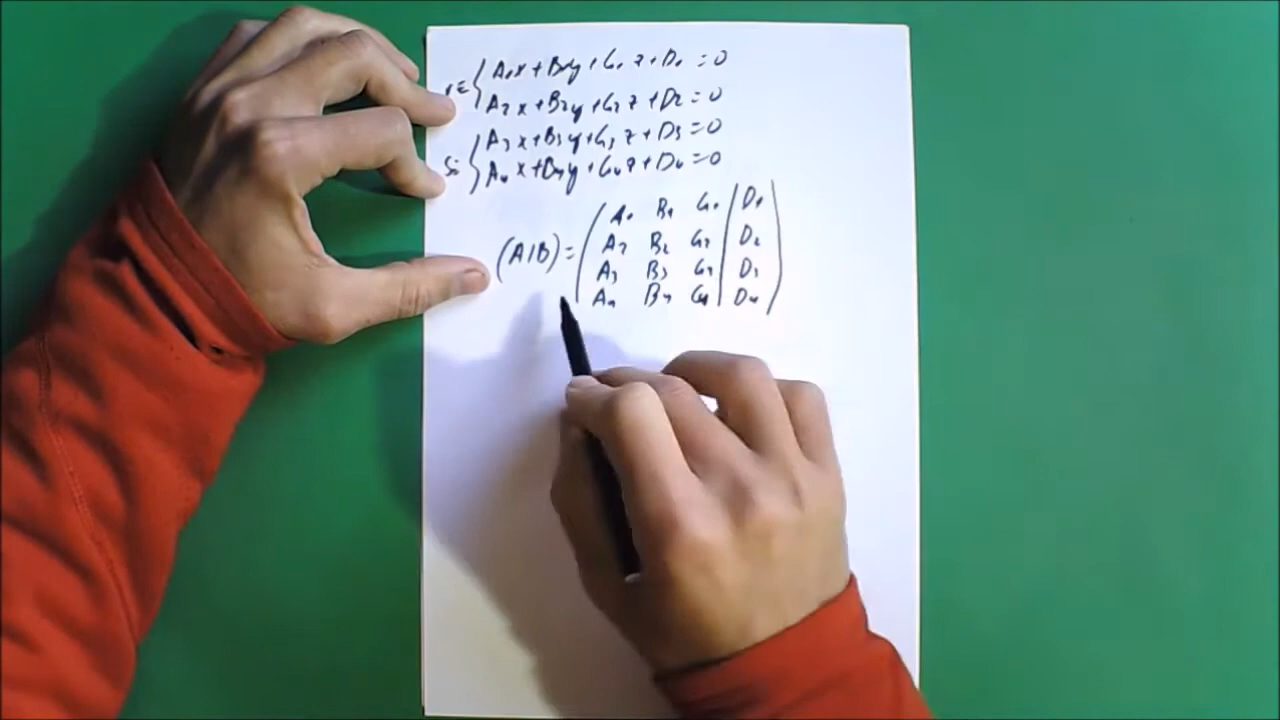 r≡ { A₁x+B₁y+C₁z+D₁=0
A₂x+B₂y+C₂z+D₂=0
s≡ { A₃x+B₃y+C₃z+D₃=0
A₄x+B₄y+C₄z+D₄=0
A₁ B₁ C₁ | D₁
(A|B)= ( A₂ B₂ C₂ | D₂ )
A₃ B₃ C₃ | D₃
A₄ B₄ C₄ | D₄